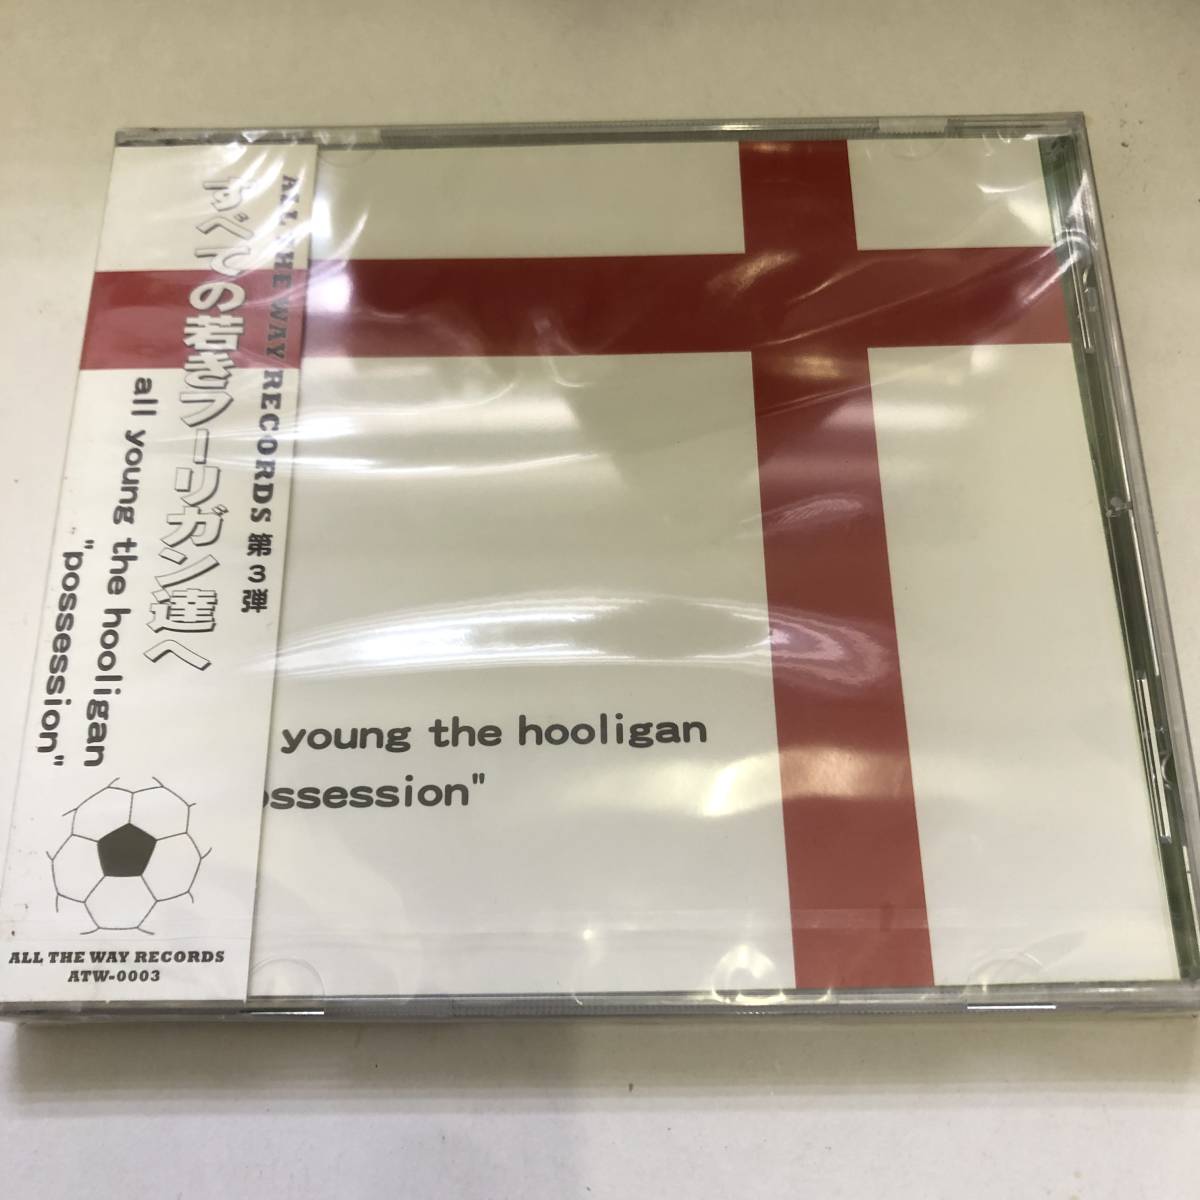 ALL THE WAY RECORDS 第3弾
すべての若きフーリガン達へ
all young the hooligan
"possession"
ALL THE WAY RECORDS
ATW-0003
young the hooligan
ossession"